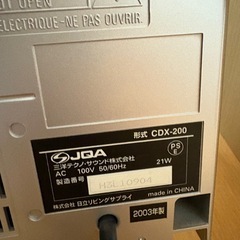 T OPEN
ELECTRIQUE-NE PAS OUVRIR.
形式 CDX-200
JQA
PS
E
三洋テクノ・サウンド株式会社
AC 100V 50/60Hz 21W
製造番号
made in CHINA
株式会社 日立リビングサプライ
2003年製